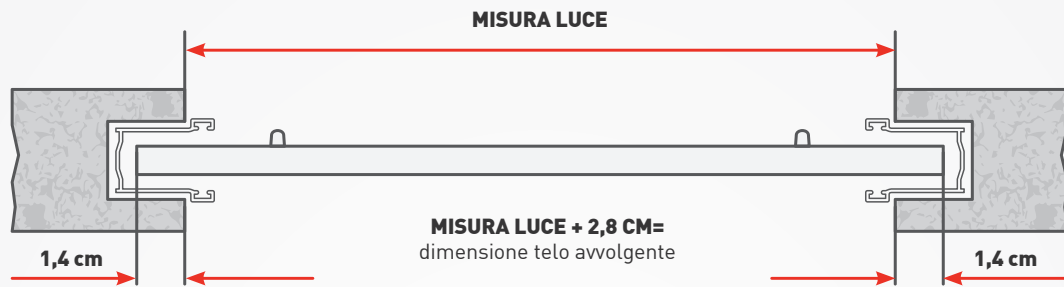 MISURA LUCE
MISURA LUCE + 2,8 CM=
dimensione telo avvolgente
1,4 cm
1,4 cm